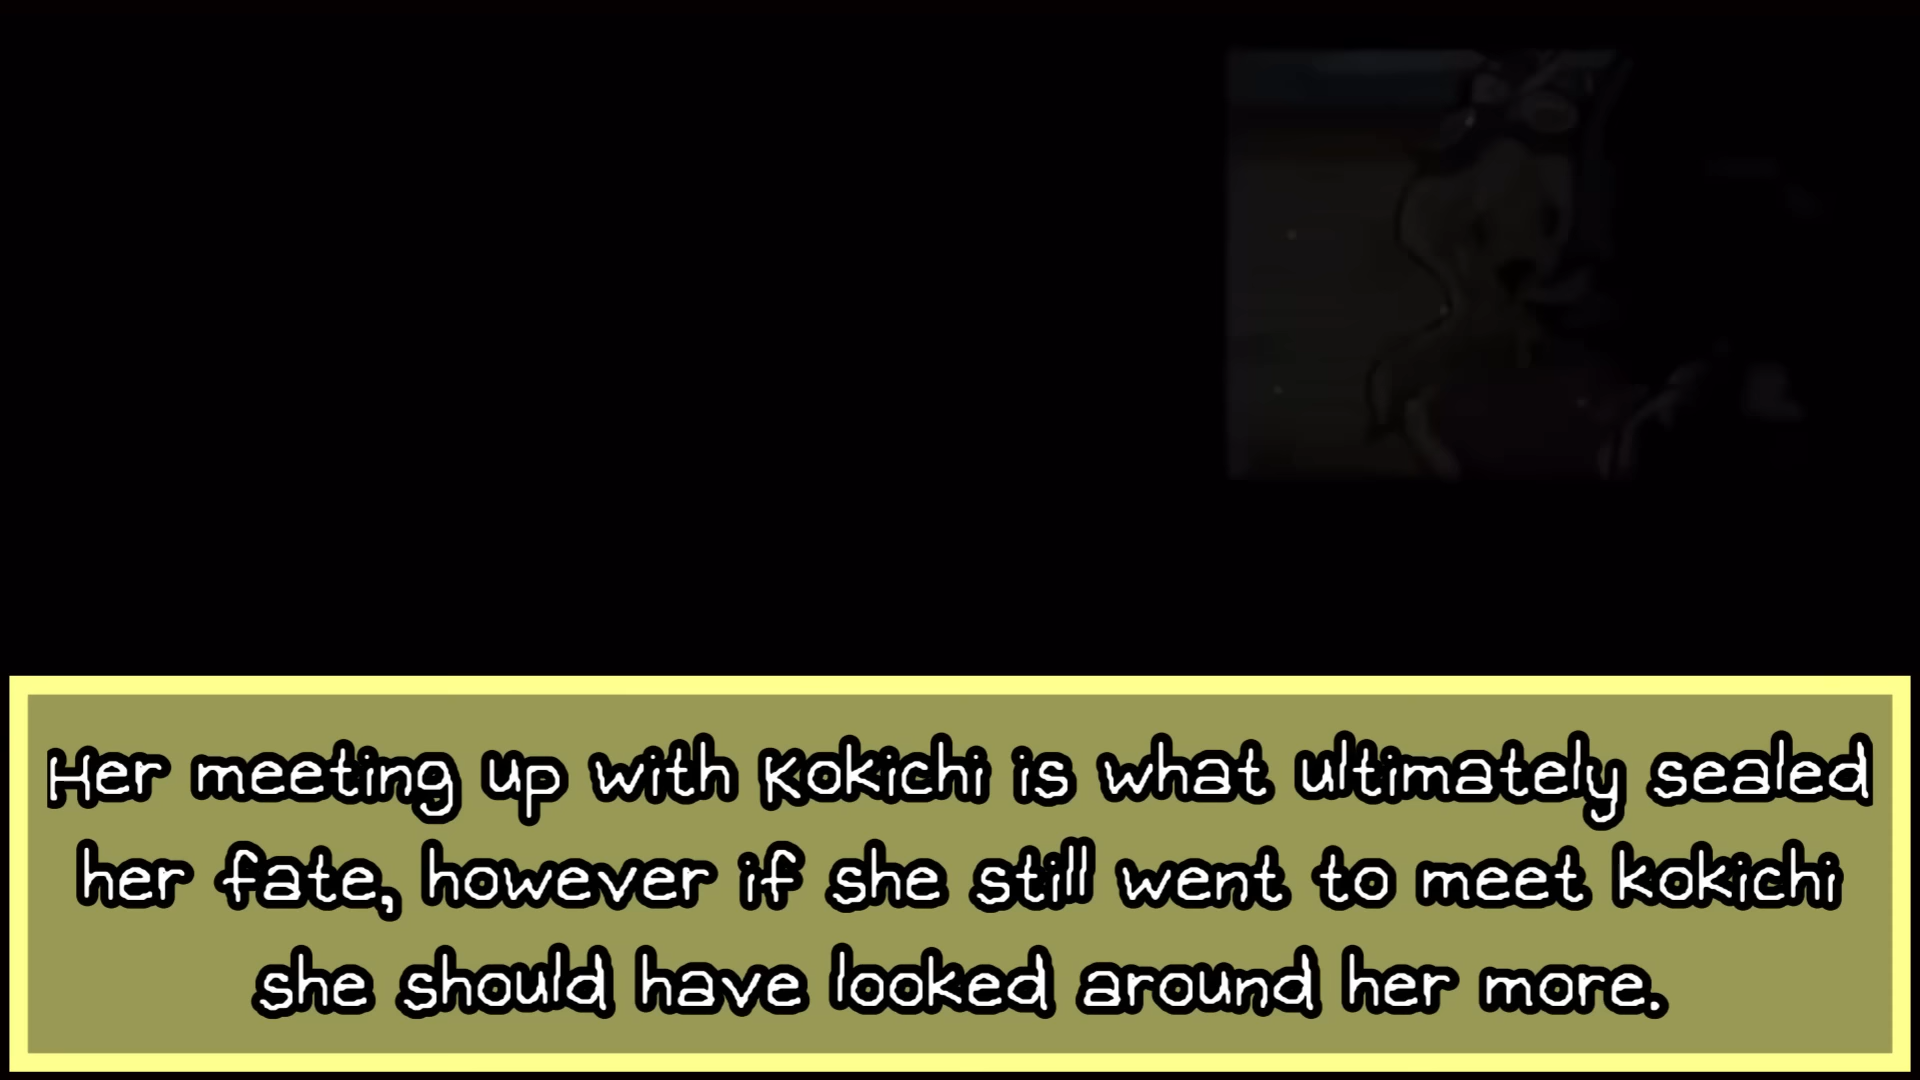 Her meeting up with Kokichi is what ultimately sealed
her fate, however if she still went to meet kokichi
she should have looked around her more.